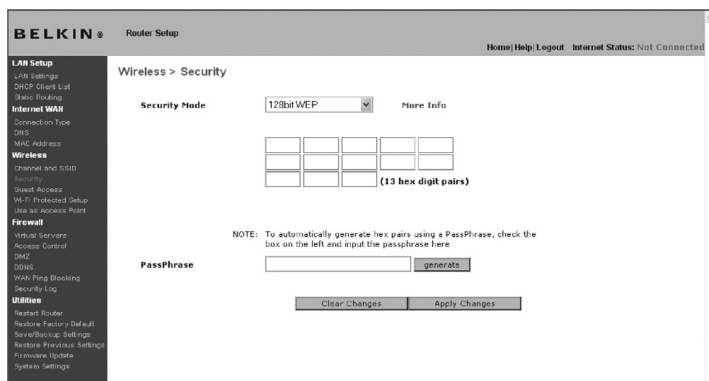 BELKIN®
Router Setup
Home|Help|Logout Internet Status: Not Connected
LAN Setup
LAN Settings
DHCP Client List
Static Routing
Internet WAN
Connection Type
DNS
MAC Address
Wireless
Channel and SSID
Security
Guest Access
Wi-Fi Protected Setup
Use as Access Point
Firewall
Virtual Servers
Access Control
DMZ
DDNS
WAN Ping Blocking
Security Log
Utilities
Restart Router
Restore Factory Default
Save/Backup Settings
Restore Previous Settings
Firmware Update
System Settings
Wireless > Security
Security Mode
128bit WEP
More Info
(13 hex digit pairs)
NOTE: To automatically generate hex pairs using a PassPhrase, check the
box on the left and input the passphrase here
PassPhrase
generate
Clear Changes
Apply Changes